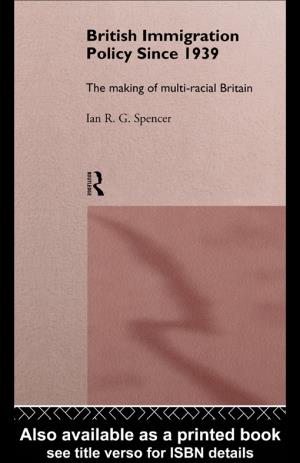 British Immigration
Policy Since 1939
The making of multi-racial Britain
Ian R. G. Spencer
ROUTLEDGE
Also available as a printed book
see title verso for ISBN details